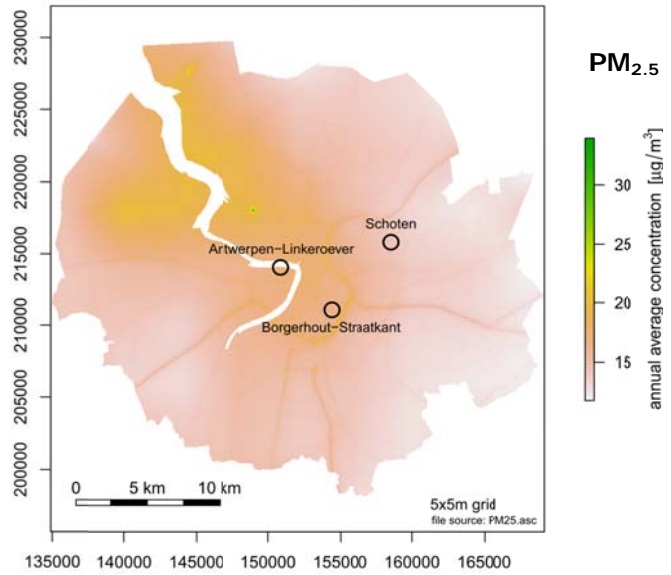 PM2.5
230000
225000
220000
215000
210000
205000
200000
Schoten
Artwerpen-Linkeroever
Borgerhout-Straatkant
0 5 km 10 km
5x5m grid
file source: PM25.asc
135000 140000 145000 150000 155000 160000 165000
30
25
20
15
annual average concentration [µg/m³]